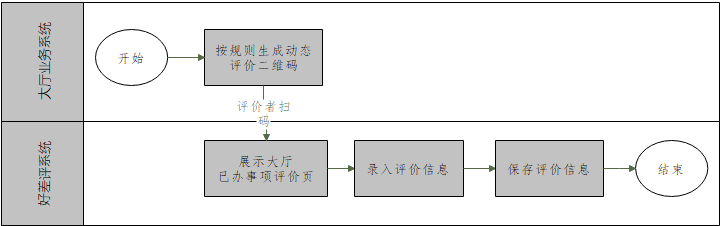 大厅业务系统
开始
按规则生成动态
评价二维码
评价者扫
码
好差评系统
展示大厅
已办事项评价页
录入评价信息
保存评价信息
结束